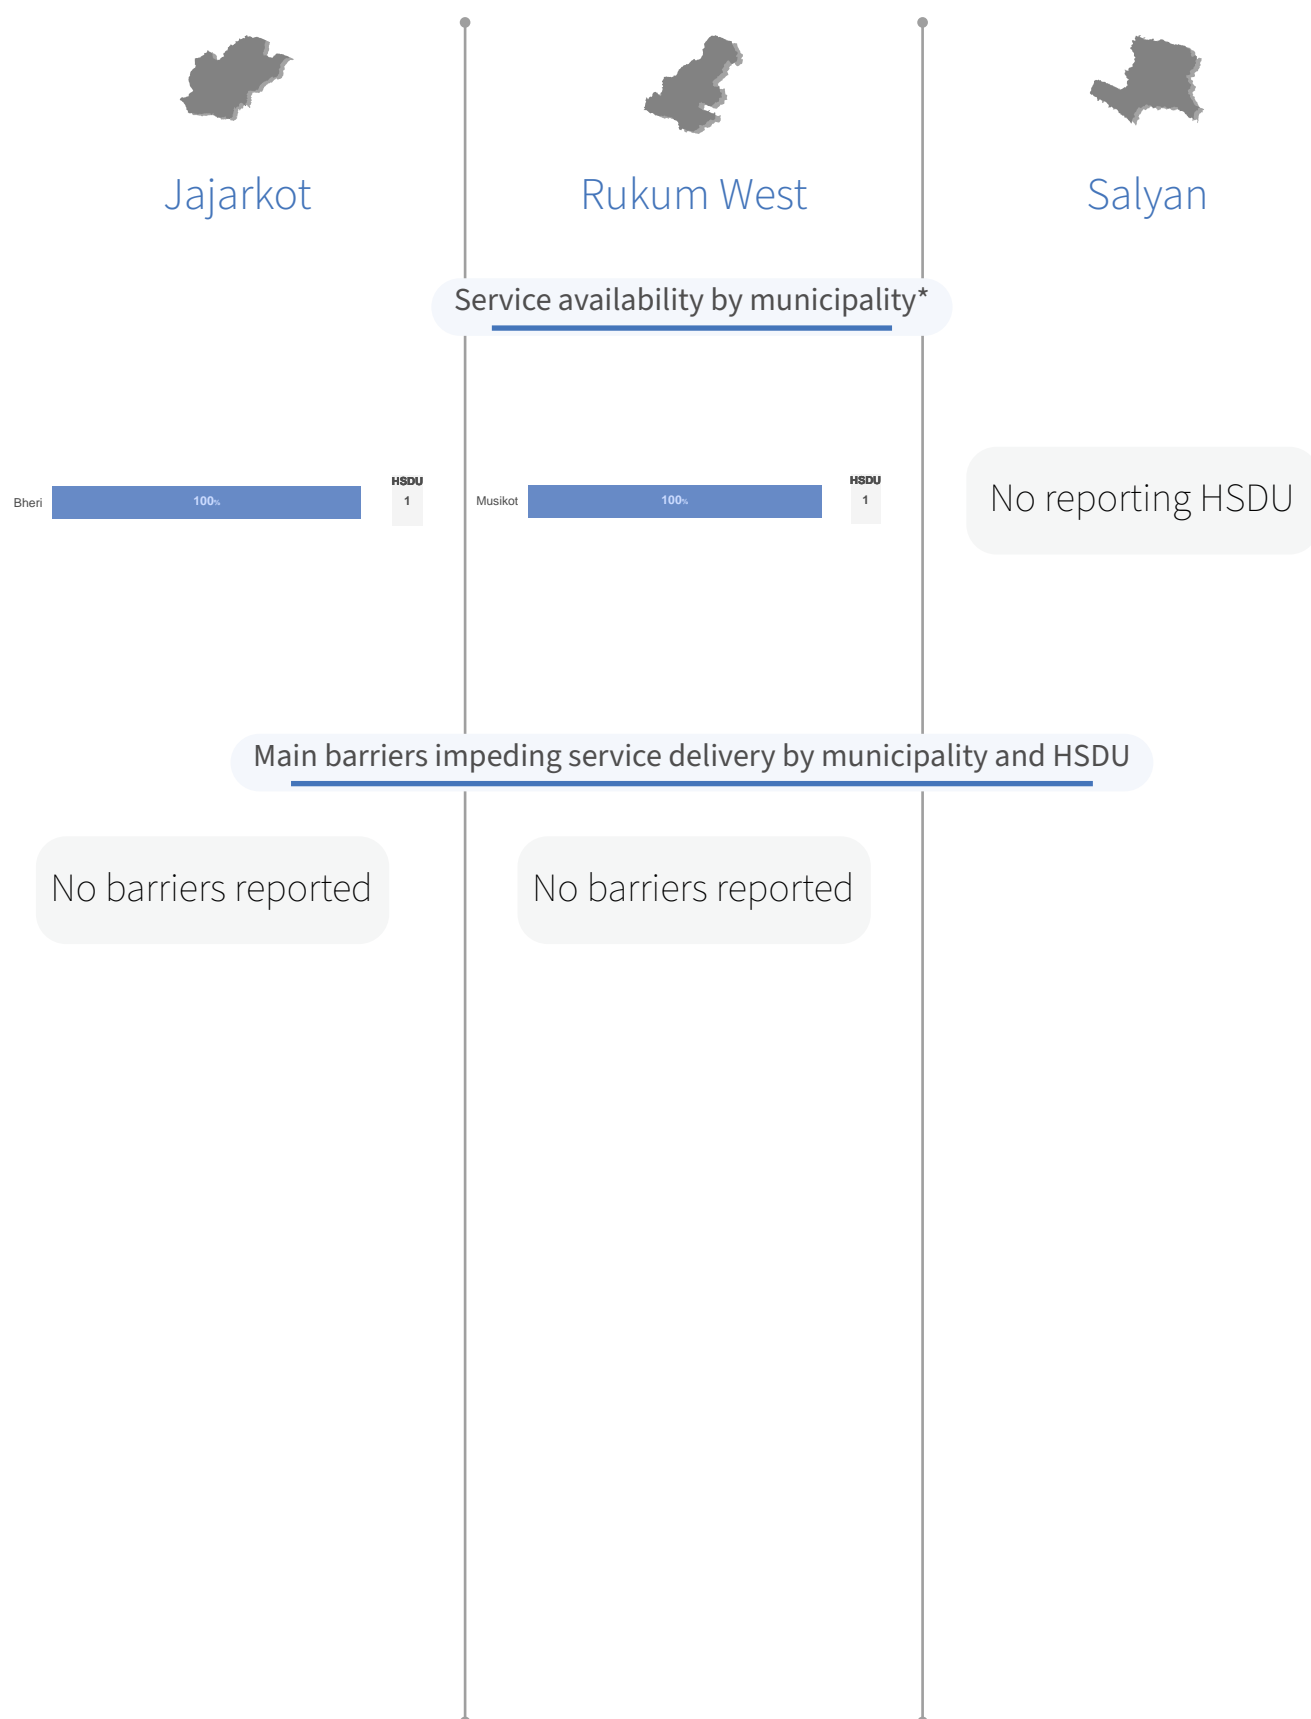 Jajarkot
Rukum West
Salyan
Service availability by municipality*
Bheri
100%
HSDU
1
Musikot
100%
HSDU
1
No reporting HSDU
Main barriers impeding service delivery by municipality and HSDU
No barriers reported
No barriers reported